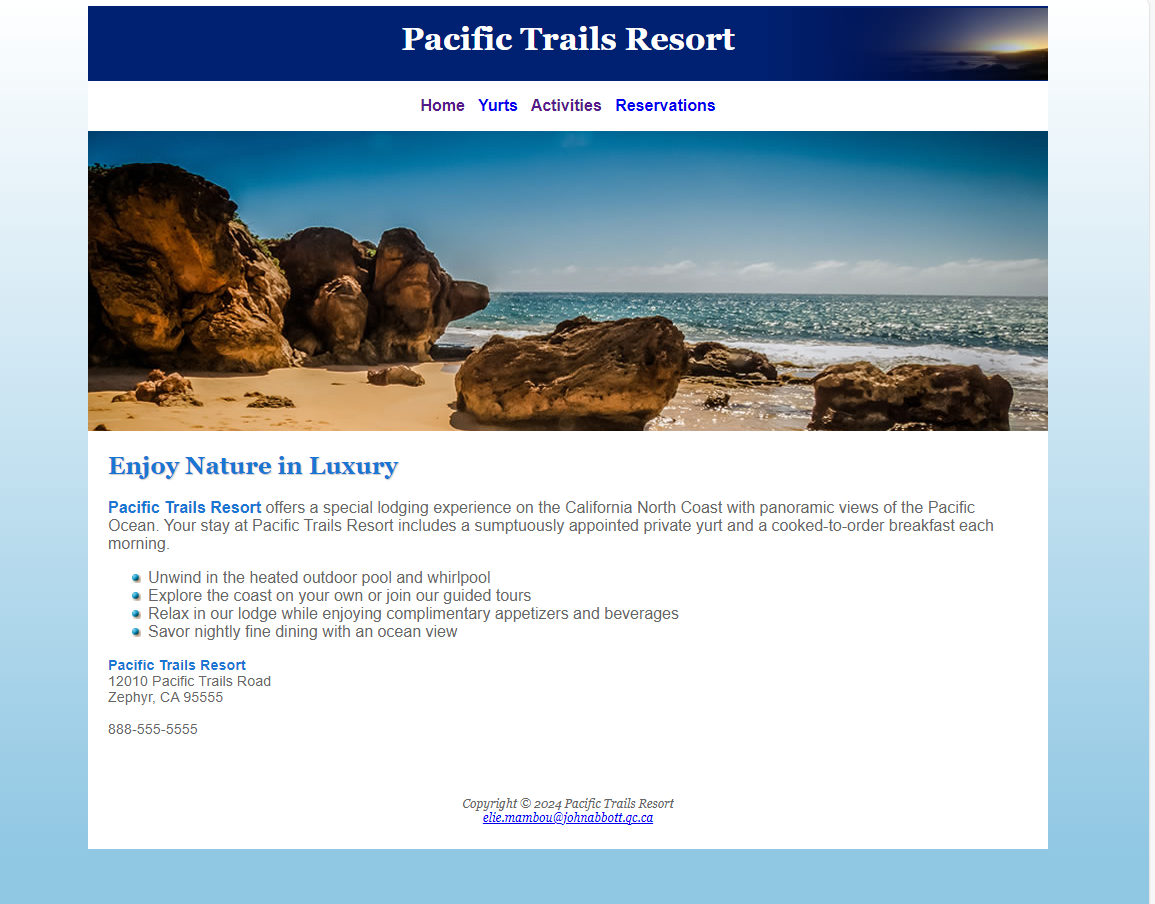 Pacific Trails Resort
Home Yurts Activities Reservations
Enjoy Nature in Luxury
Pacific Trails Resort offers a special lodging experience on the California North Coast with panoramic views of the Pacific
Ocean. Your stay at Pacific Trails Resort includes a sumptuously appointed private yurt and a cooked-to-order breakfast each
morning.
Unwind in the heated outdoor pool and whirlpool
Explore the coast on your own or join our guided tours
Relax in our lodge while enjoying complimentary appetizers and beverages
Savor nightly fine dining with an ocean view
Pacific Trails Resort
12010 Pacific Trails Road
Zephyr, CA 95555
888-555-5555
Copyright © 2024 Pacific Trails Resort
elie.mambou@johnabbott.qc.ca